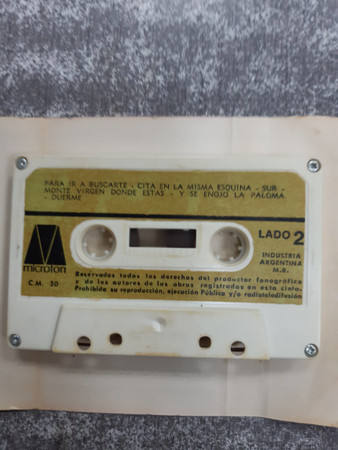 PARA IR A BUSCARTE - CITA EN LA MISMA ESQUINA - SUR -
MONTE VIRGEN DONDE ESTAS - Y SE ENOJO LA PALOMA
- DUERME
LADO 2
INDUSTRIA
ARGENTINA
M.R.
microfon
C.M. 50
Reservados todos los derechos del productor fonográfico
y de los autores de las obras registradas en esta cinta.
Prohibida su reproducción, ejecución Pública y/o radioteledifusión